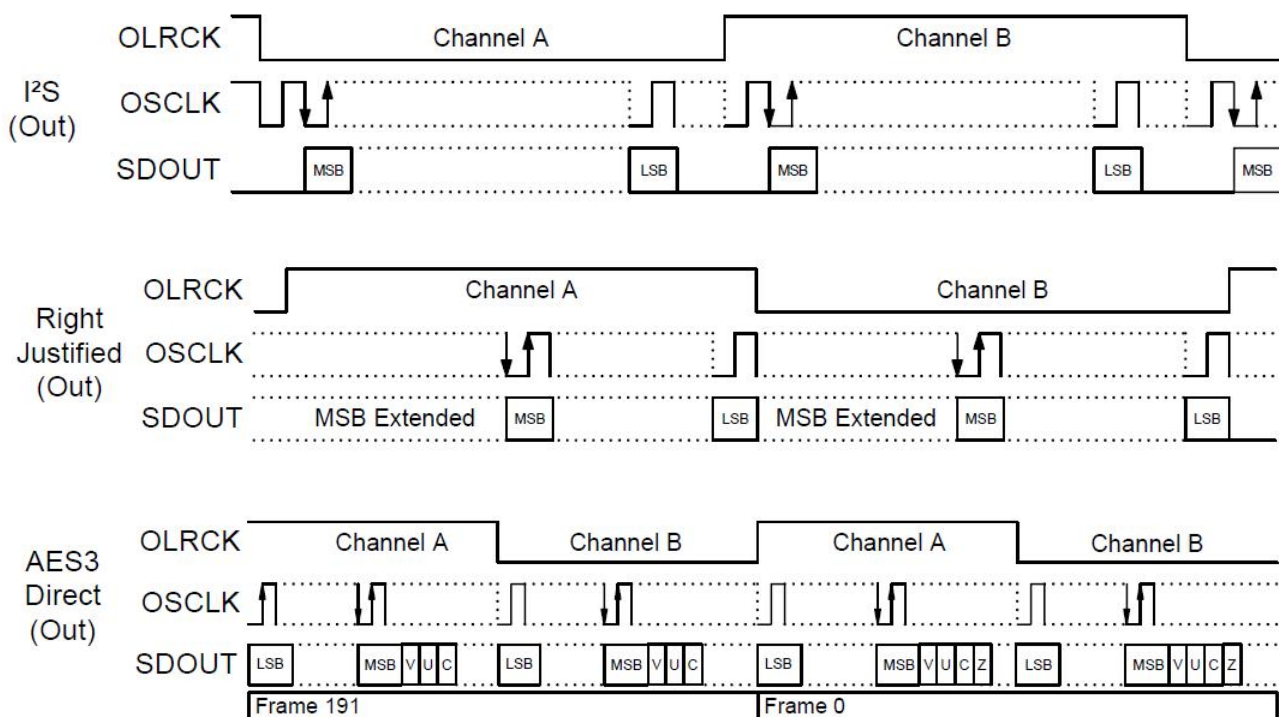 OLRCK Channel A Channel B
I²S
(Out)
OSCLK
SDOUT MSB LSB MSB LSB MSB
OLRCK Channel A Channel B
Right
Justified
(Out)
OSCLK
SDOUT MSB Extended MSB LSB MSB Extended MSB LSB
OLRCK Channel A Channel B Channel A Channel B
AES3
Direct
(Out)
OSCLK
SDOUT LSB MSB V U C LSB MSB V U C LSB MSB V U C Z LSB MSB V U C Z
Frame 191 Frame 0